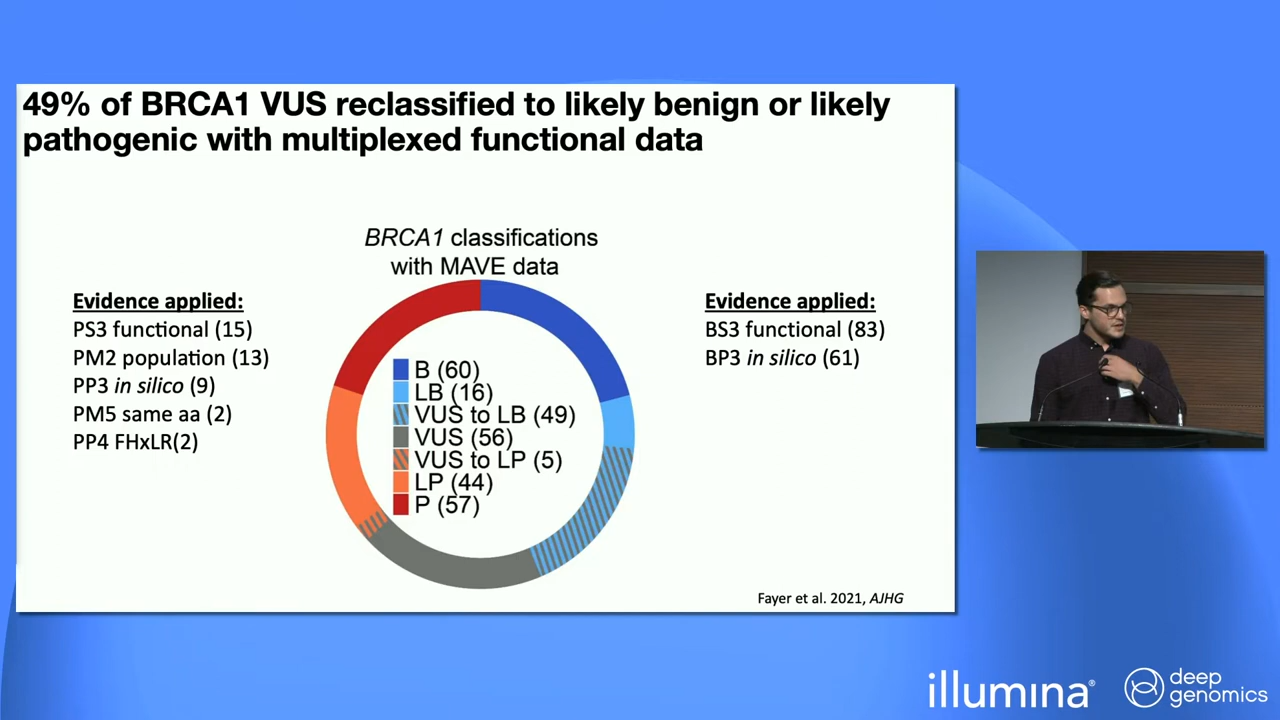 49% of BRCA1 VUS reclassified to likely benign or likely
pathogenic with multiplexed functional data
BRCA1 classifications
with MAVE data
Evidence applied:
PS3 functional (15)
PM2 population (13)
PP3 in silico (9)
PM5 same aa (2)
PP4 FHxLR(2)
B (60)
LB (16)
VUS to LB (49)
VUS (56)
VUS to LP (5)
LP (44)
P (57)
Evidence applied:
BS3 functional (83)
BP3 in silico (61)
Fayer et al. 2021, AJHG
illumina®
deep
genomics